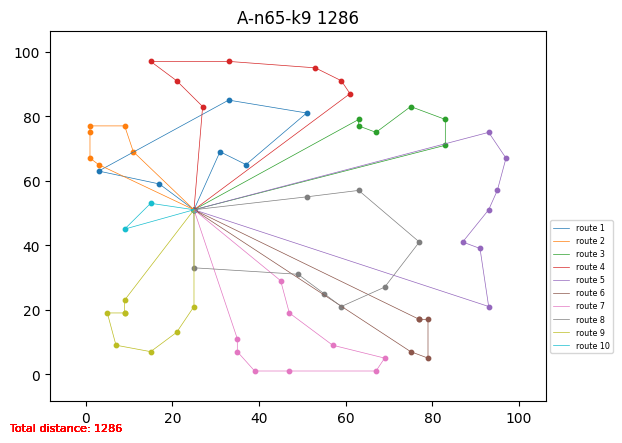 A-n65-k9 1286
100
80
60
40
20
0
0 20 40 60 80 100
route 1
route 2
route 3
route 4
route 5
route 6
route 7
route 8
route 9
route 10
Total distance: 1286